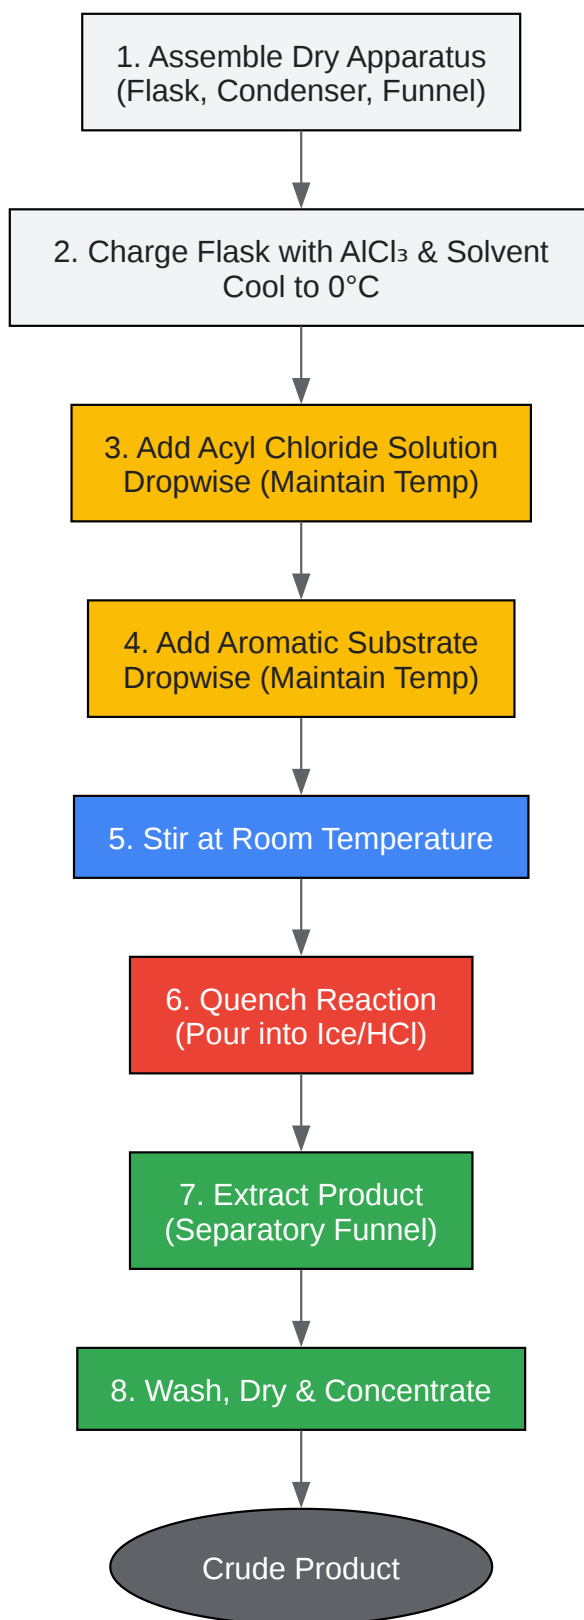 1. Assemble Dry Apparatus
(Flask, Condenser, Funnel)
2. Charge Flask with AlCl₃ & Solvent
Cool to 0°C
3. Add Acyl Chloride Solution
Dropwise (Maintain Temp)
4. Add Aromatic Substrate
Dropwise (Maintain Temp)
5. Stir at Room Temperature
6. Quench Reaction
(Pour into Ice/HCl)
7. Extract Product
(Separatory Funnel)
8. Wash, Dry & Concentrate
Crude Product